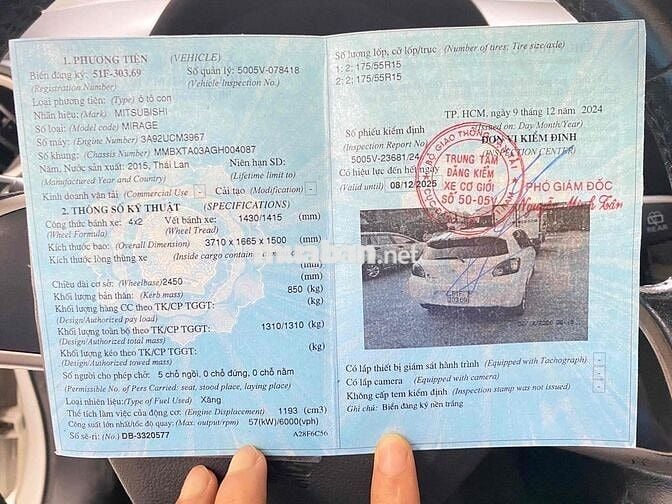 1. PHƯƠNG TIỆN (VEHICLE)
Biển đăng ký: 51F-303.69 Số quản lý: 5005V-078418
(Registration Number) (Vehicle Inspection No.)
Loại phương tiện: (Type) ô tô con
Nhãn hiệu: (Mark) MITSUBISHI
Số loại: (Model code) MIRAGE
Số máy: (Engine Number) 3A92UCM3967
Số khung: (Chassis Number) MMBXTA03AGH004087
Năm, Nước sản xuất: 2015, Thái Lan Niên hạn SD:
(Manufactured Year and Country) (Lifetime limit to)
Kinh doanh vận tải (Commercial Use) - Cải tạo (Modification) -
2. THÔNG SỐ KỸ THUẬT (SPECIFICATIONS)
Công thức bánh xe: 4x2 Vết bánh xe: 1430/1415 (mm)
(Wheel Formula) (Wheel Tread)
Kích thước bao: (Overall Dimension) 3710 x 1665 x 1500 (mm)
Kích thước lòng thùng xe (Inside cargo container
(mm)
Chiều dài cơ sở: (Wheelbase) 2450 (mm)
Khối lượng bản thân: (Kerb mass) 850 (kg)
Khối lượng hàng CC theo TK/CP TGGT: (kg)
(Design/Authorized pay load)
Khối lượng toàn bộ theo TK/CP TGGT: 1310/1310 (kg)
(Design/Authorized total mass)
Khối lượng kéo theo TK/CP TGGT: (kg)
(Design/Authorized towed mass)
Số người cho phép chở: 5 chỗ ngồi, 0 chỗ đứng, 0 chỗ nằm
(Permissible No. of Pers Carried: seat, stood place, laying place)
Loại nhiên liệu: (Type of Fuel Used) Xăng
Thể tích làm việc của động cơ: (Engine Displacement) 1193 (cm3)
Công suất lớn nhất/tốc độ quay: (Max. output/rpm) 57(kW)/6000(vph)
Số sê-ri: (No.) DB-3320577 A28F6C56
Số lượng lốp, cỡ lốp/trục (Number of tires; Tire size/axle)
1: 2; 175/55R15
2: 2; 175/55R15
TP. HCM, ngày 9 tháng 12 năm 2024
(Issued on: Day/Month/Year)
Số phiếu kiểm định ĐƠN VỊ KIỂM ĐỊNH
(Inspection Report No) CENTER)
5005V-23681/24
Có hiệu lực đến hết ngày
(Valid until) 08/12/2025
BỘ GIAO THÔNG VẬN TẢI
TRUNG TÂM
ĐĂNG KIỂM
XE CƠ GIỚI
SỐ 50-05V
PHÓ GIÁM ĐỐC
Nguyễn Minh Toàn
muaban.net
Có lắp thiết bị giám sát hành trình (Equipped with Tachograph) -
Có lắp camera (Equipped with camera) -
Không cấp tem kiểm định (Inspection stamp was not issued) -
Ghi chú: Biển đăng ký nền trắng
REAR